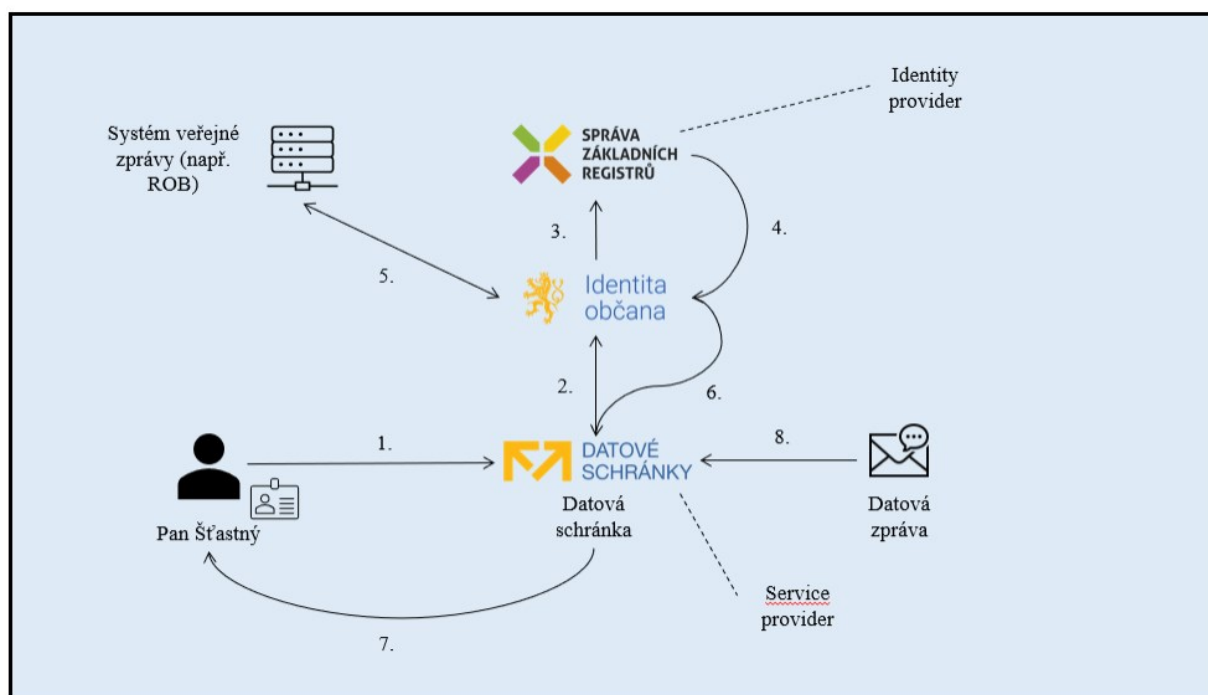 Identity
provider
Systém veřejné
zprávy (např.
ROB)
SPRÁVA
ZÁKLADNÍCH
REGISTRŮ
3.
4.
5.
Identita
občana
2.
6.
1.
DATOVÉ
SCHRÁNKY
8.
Datová
schránka
Datová
zpráva
Pan Šťastný
Service
provider
7.